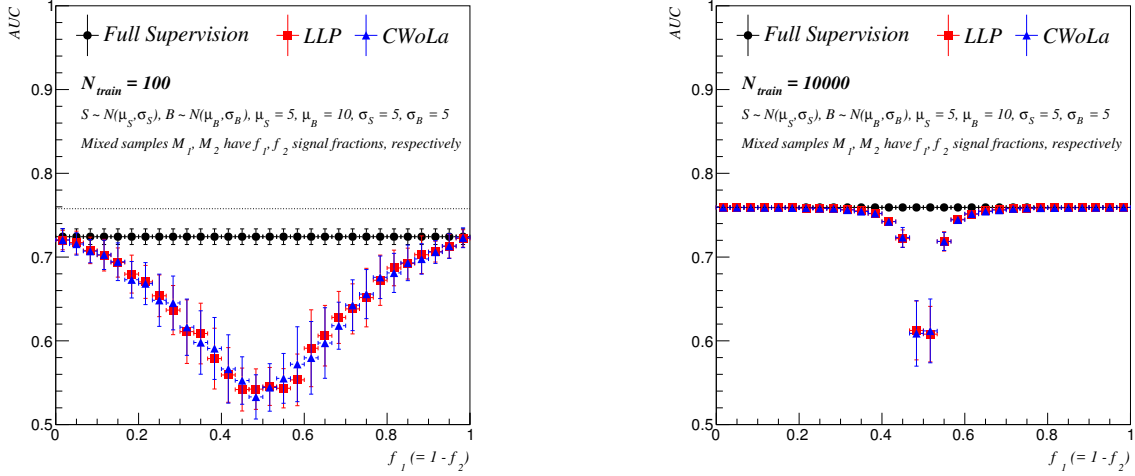 AUC
1
0.9
0.8
0.7
0.6
0.5
Full Supervision
LLP
CWoLa
N_train = 100
S ~ N(μ_S,σ_S), B ~ N(μ_B,σ_B), μ_S = 5, μ_B = 10, σ_S = 5, σ_B = 5
Mixed samples M_1, M_2 have f_1, f_2 signal fractions, respectively
0 0.2 0.4 0.6 0.8 1
f_1 (= 1 - f_2)
AUC
1
0.9
0.8
0.7
0.6
0.5
Full Supervision
LLP
CWoLa
N_train = 10000
S ~ N(μ_S,σ_S), B ~ N(μ_B,σ_B), μ_S = 5, μ_B = 10, σ_S = 5, σ_B = 5
Mixed samples M_1, M_2 have f_1, f_2 signal fractions, respectively
0 0.2 0.4 0.6 0.8 1
f_1 (= 1 - f_2)